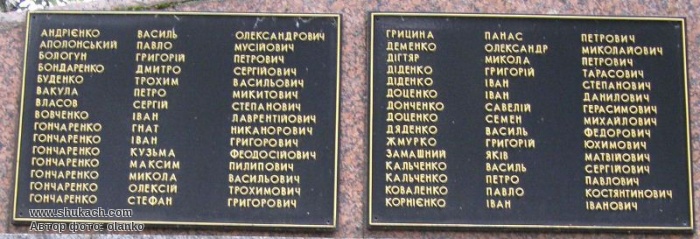 АНДРІЄНКО ВАСИЛЬ ОЛЕКСАНДРОВИЧ
АПОЛОНСЬКИЙ ПАВЛО МУСІЙОВИЧ
БОЛОГУН ГРИГОРІЙ ПЕТРОВИЧ
БОНДАРЕНКО ДМИТРО СЕРГІЙОВИЧ
БУДЕНКО ТРОХИМ ВАСИЛЬОВИЧ
ВАКУЛА ПЕТРО МИКИТОВИЧ
ВЛАСОВ СЕРГІЙ СТЕПАНОВИЧ
ВОВЧЕНКО ІВАН ЛАВРЕНТІЙОВИЧ
ГОНЧАРЕНКО ГНАТ НИКАНОРОВИЧ
ГОНЧАРЕНКО ІВАН ГРИГОРОВИЧ
ГОНЧАРЕНКО КУЗЬМА ФЕОДОСІЙОВИЧ
ГОНЧАРЕНКО МАКСИМ ПИЛИПОВИЧ
ГОНЧАРЕНКО МИКОЛА ВАСИЛЬОВИЧ
ГОНЧАРЕНКО ОЛЕКСІЙ ТРОХИМОВИЧ
ГОНЧАРЕНКО СТЕФАН ГРИГОРОВИЧ
ГРИЦИНА ПАНАС ПЕТРОВИЧ
ДЕМЕНКО ОЛЕКСАНДР МИКОЛАЙОВИЧ
ДІГТЯР МИКОЛА ПЕТРОВИЧ
ДІДЕНКО ГРИГОРІЙ ТАРАСОВИЧ
ДІДЕНКО ІВАН СТЕПАНОВИЧ
ДОЦЕНКО ІВАН ДАНИЛОВИЧ
ДОНЧЕНКО САВЕЛІЙ ГЕРАСИМОВИЧ
ДОЦЕНКО СЕМЕН МИХАЙЛОВИЧ
ДЯДЕНКО ВАСИЛЬ ФЕДОРОВИЧ
ЖМУРКО ГРИГОРІЙ ЮХИМОВИЧ
ЗАМАШНИЙ ЯКІВ МАТВІЙОВИЧ
КАЛЬЧЕНКО ВАСИЛЬ СЕРГІЙОВИЧ
КАЛЬЧЕНКО ПЕТРО ПАВЛОВИЧ
КОВАЛЕНКО ПАВЛО КОСТЯНТИНОВИЧ
КОРНІЄНКО ІВАН ІВАНОВИЧ
www.shukach.com
Автор фото: olanko